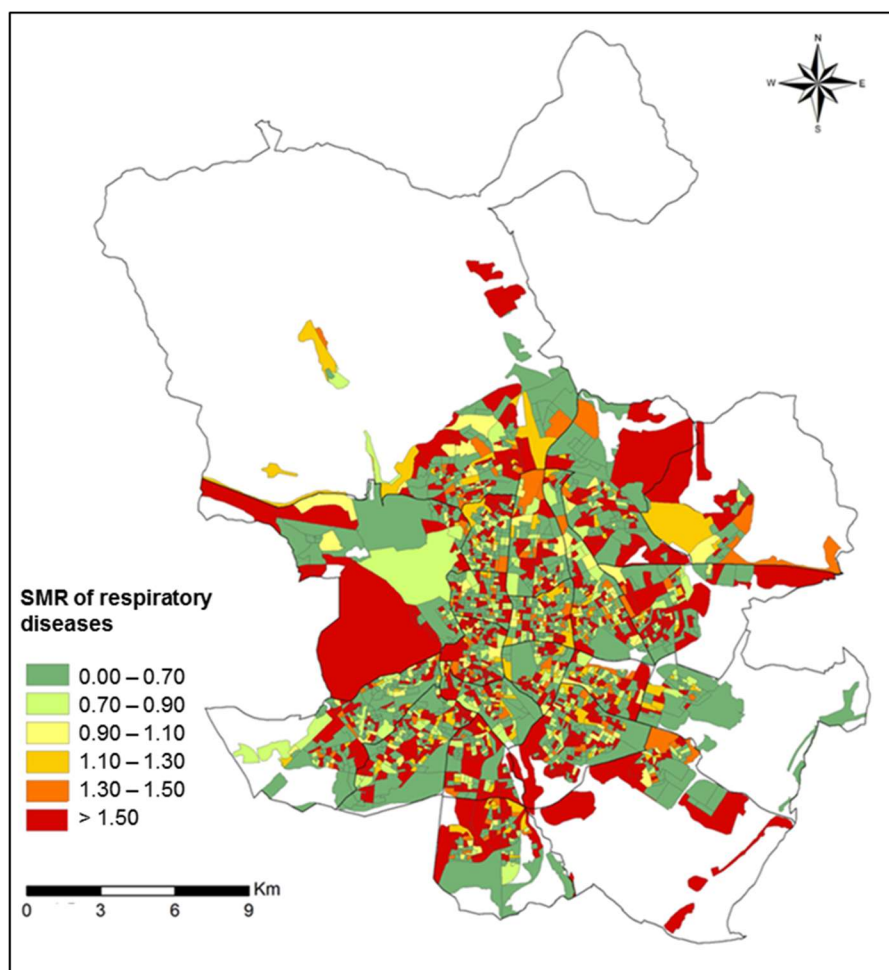 N
W E
S
SMR of respiratory
diseases
0.00 – 0.70
0.70 – 0.90
0.90 – 1.10
1.10 – 1.30
1.30 – 1.50
> 1.50
Km
0 3 6 9